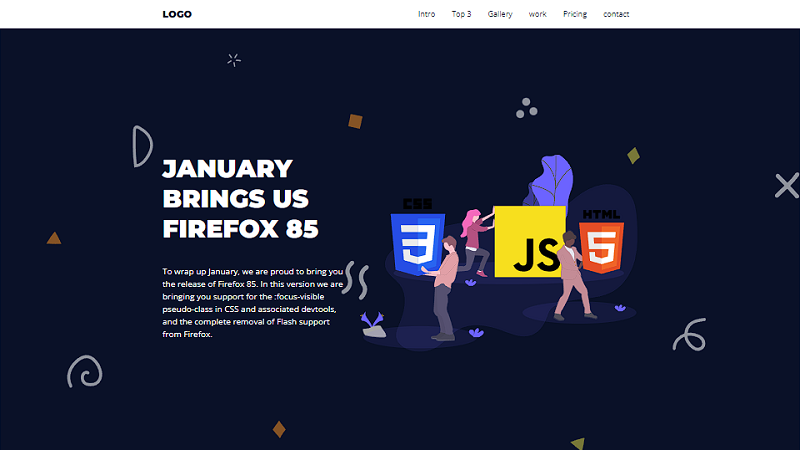 LOGO
Intro Top 3 Gallery work Pricing contact
JANUARY
BRINGS US
FIREFOX 85
To wrap up January, we are proud to bring you
the release of Firefox 85. In this version we are
bringing you support for the :focus-visible
pseudo-class in CSS and associated devtools,
and the complete removal of Flash support
from Firefox.
CSS
3
JS
HTML
5